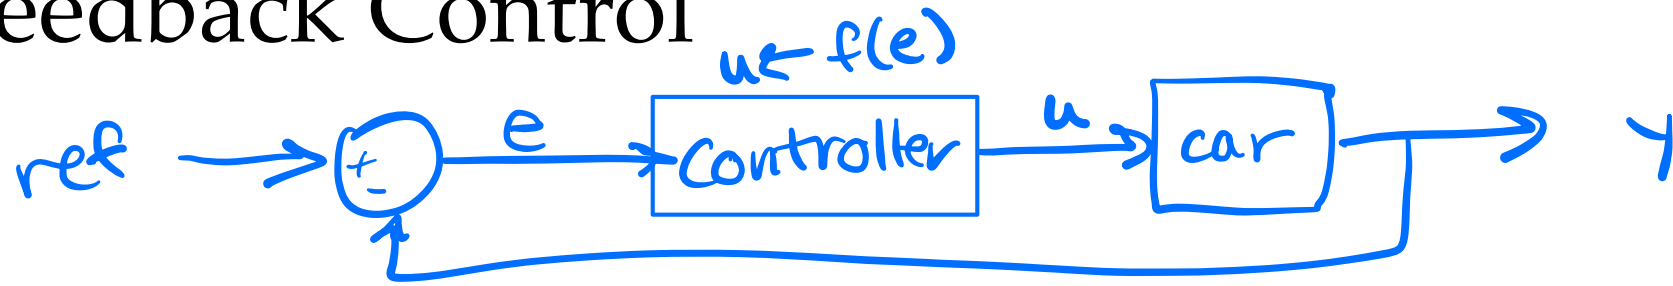 eedback Control
u ← f(e)
ref + - e controller u car y